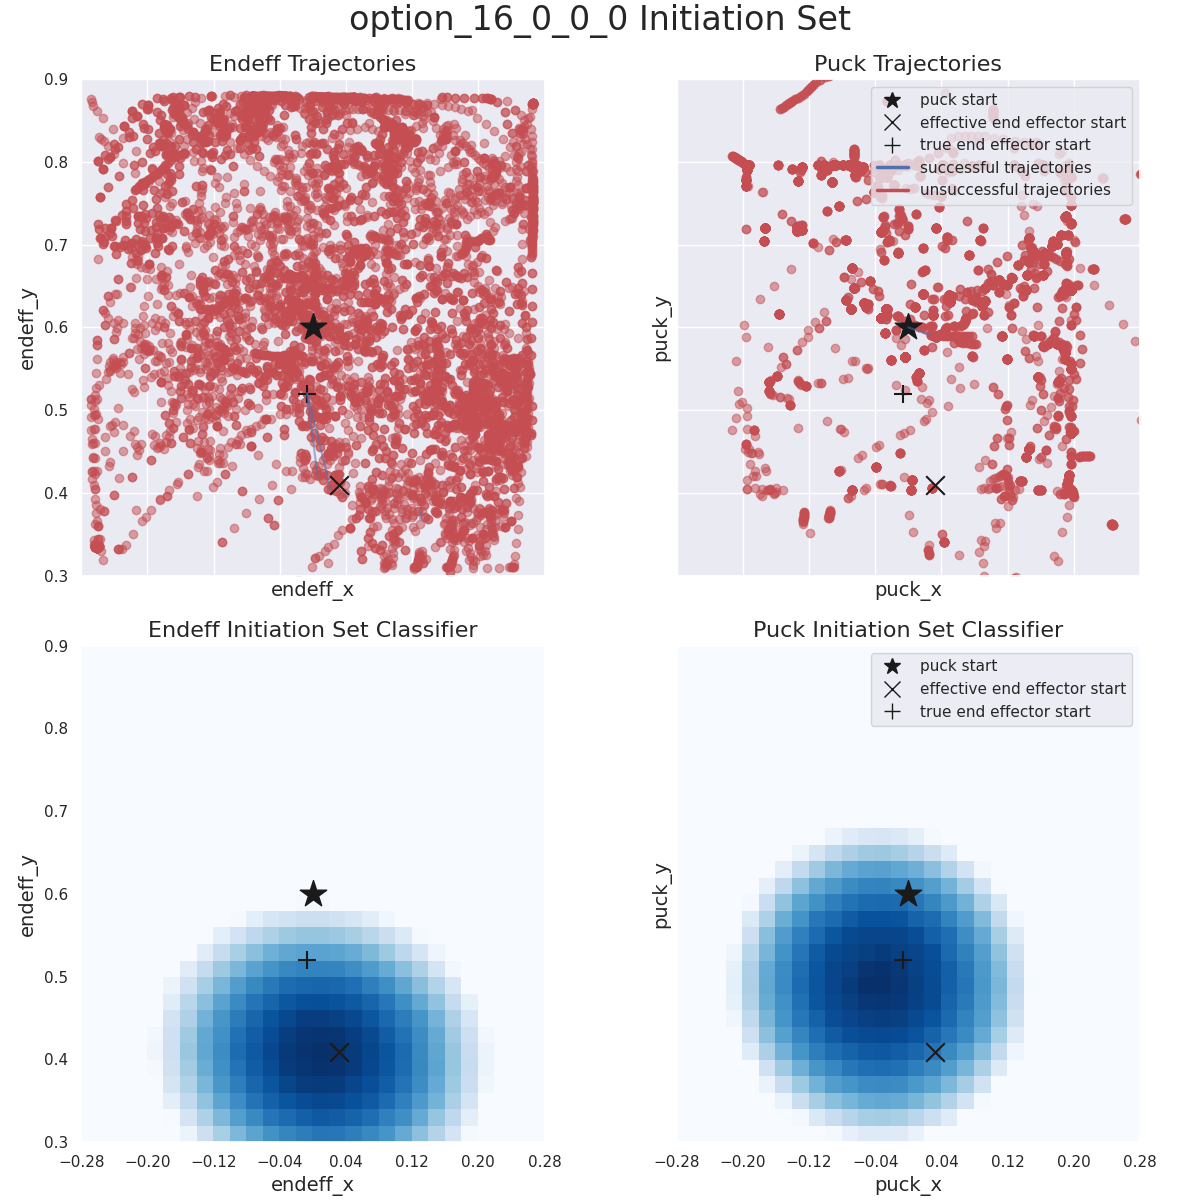 option_16_0_0_0 Initiation Set
Endeff Trajectories
Puck Trajectories
0.9
0.8
0.7
0.6
0.5
0.4
0.3
endeff_y
endeff_x
puck_y
puck_x
puck start
effective end effector start
true end effector start
successful trajectories
unsuccessful trajectories
Endeff Initiation Set Classifier
Puck Initiation Set Classifier
0.9
0.8
0.7
0.6
0.5
0.4
0.3
endeff_y
−0.28 −0.20 −0.12 −0.04 0.04 0.12 0.20 0.28
endeff_x
puck start
effective end effector start
true end effector start
puck_y
−0.28 −0.20 −0.12 −0.04 0.04 0.12 0.20 0.28
puck_x